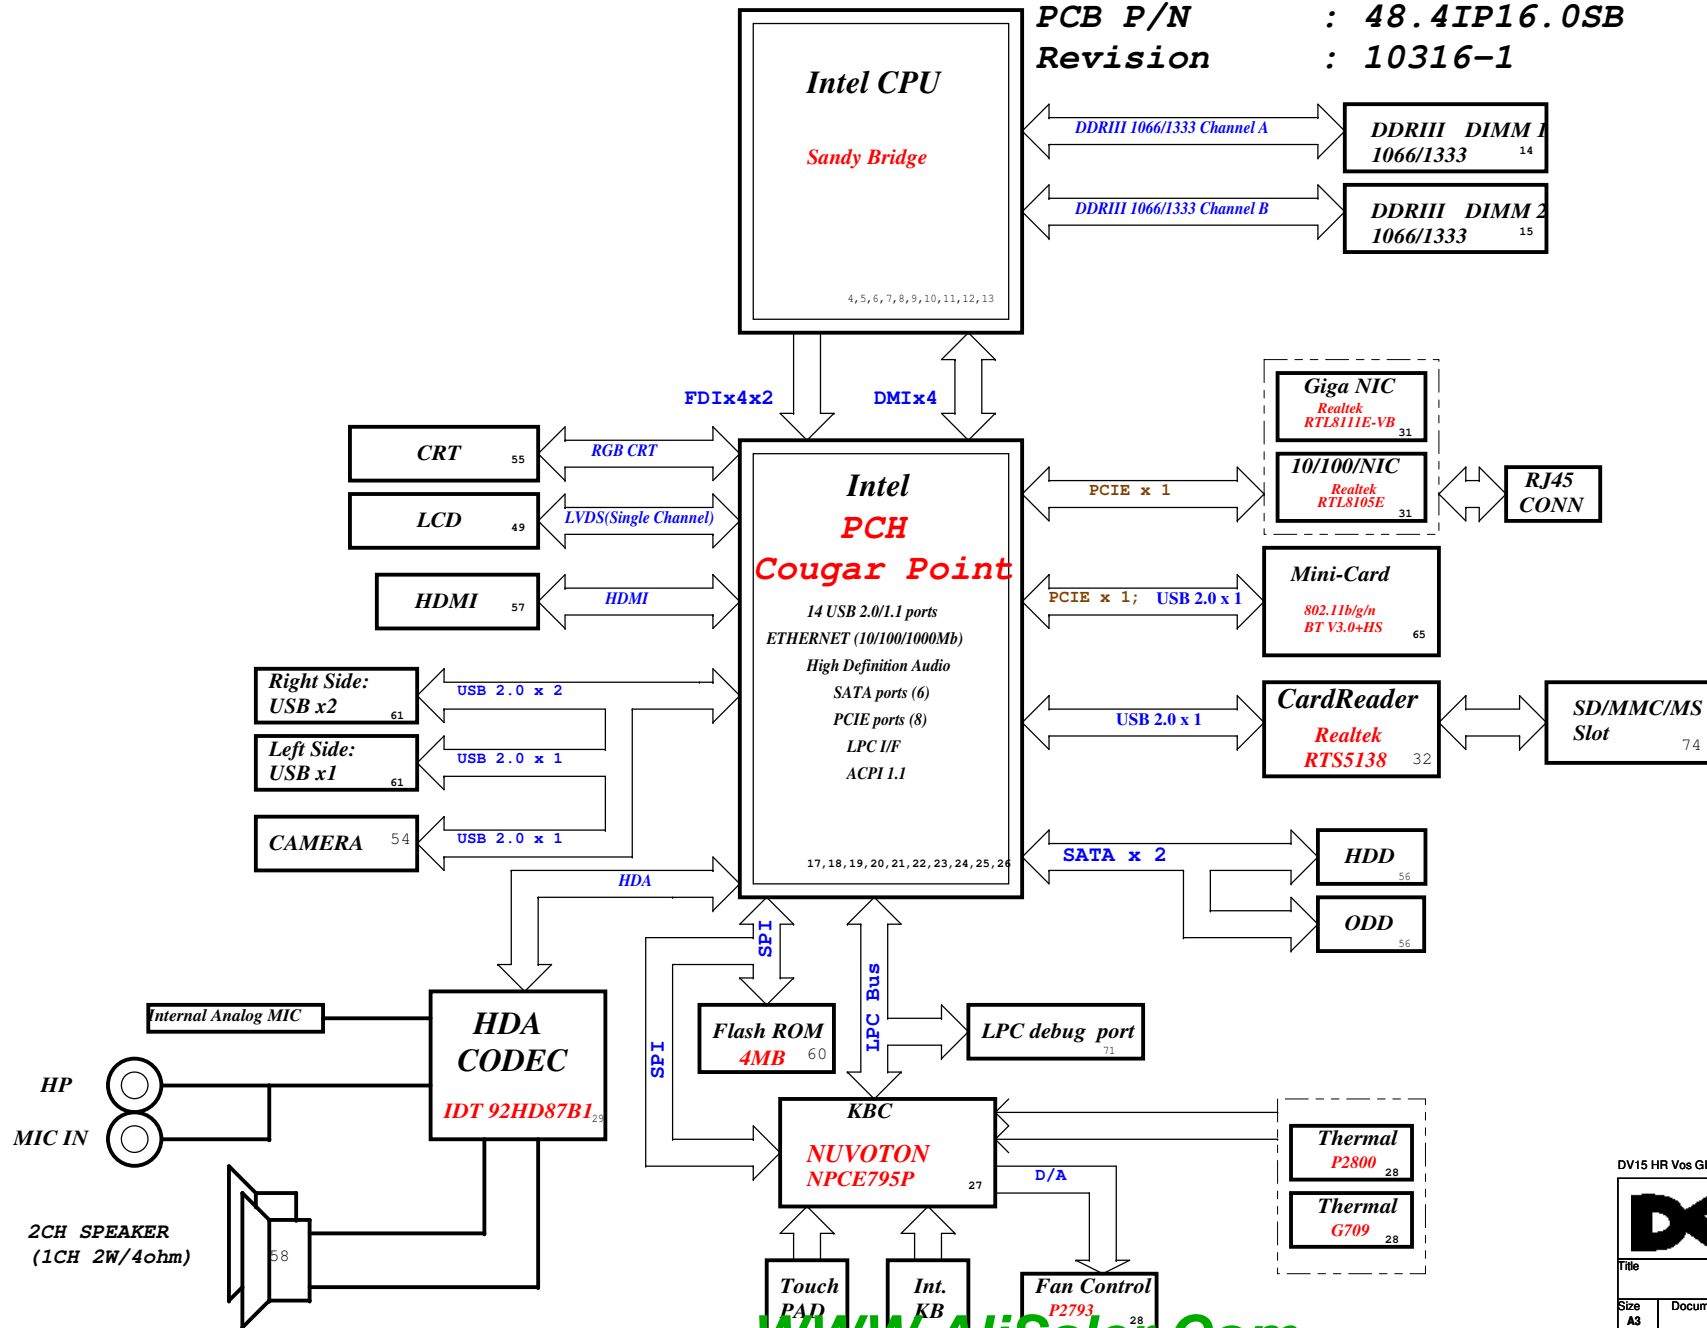 PCB P/N : 48.4IP16.0SB
Revision : 10316-1
Intel CPU
Sandy Bridge
4,5,6,7,8,9,10,11,12,13
DDRIII 1066/1333 Channel A
DDRIII DIMM 1
1066/1333
14
DDRIII 1066/1333 Channel B
DDRIII DIMM 2
1066/1333
15
FDIx4x2
DMIx4
CRT
55
RGB CRT
LCD
49
LVDS(Single Channel)
HDMI
57
HDMI
Right Side:
USB x2
61
USB 2.0 x 2
Left Side:
USB x1
61
USB 2.0 x 1
CAMERA
54
USB 2.0 x 1
HDA
Intel
PCH
Cougar Point
14 USB 2.0/1.1 ports
ETHERNET (10/100/1000Mb)
High Definition Audio
SATA ports (6)
PCIE ports (8)
LPC I/F
ACPI 1.1
17,18,19,20,21,22,23,24,25,26
PCIE x 1
Giga NIC
Realtek
RTL8111E-VB
31
10/100/NIC
Realtek
RTL8105E
31
RJ45
CONN
PCIE x 1; USB 2.0 x 1
Mini-Card
802.11b/g/n
BT V3.0+HS
65
USB 2.0 x 1
CardReader
Realtek
RTS5138
32
SD/MMC/MS
Slot
74
SATA x 2
HDD
56
ODD
56
SPI
SPI
LPC Bus
Flash ROM
4MB
60
LPC debug port
71
Internal Analog MIC
HP
MIC IN
HDA
CODEC
IDT 92HD87B1
29
2CH SPEAKER
(1CH 2W/4ohm)
58
KBC
NUVOTON
NPCE795P
27
D/A
Thermal
P2800
28
Thermal
G709
28
Touch
PAD
Int.
KB
Fan Control
P2793
28
DV15 HR Vos
Title
Size
A3